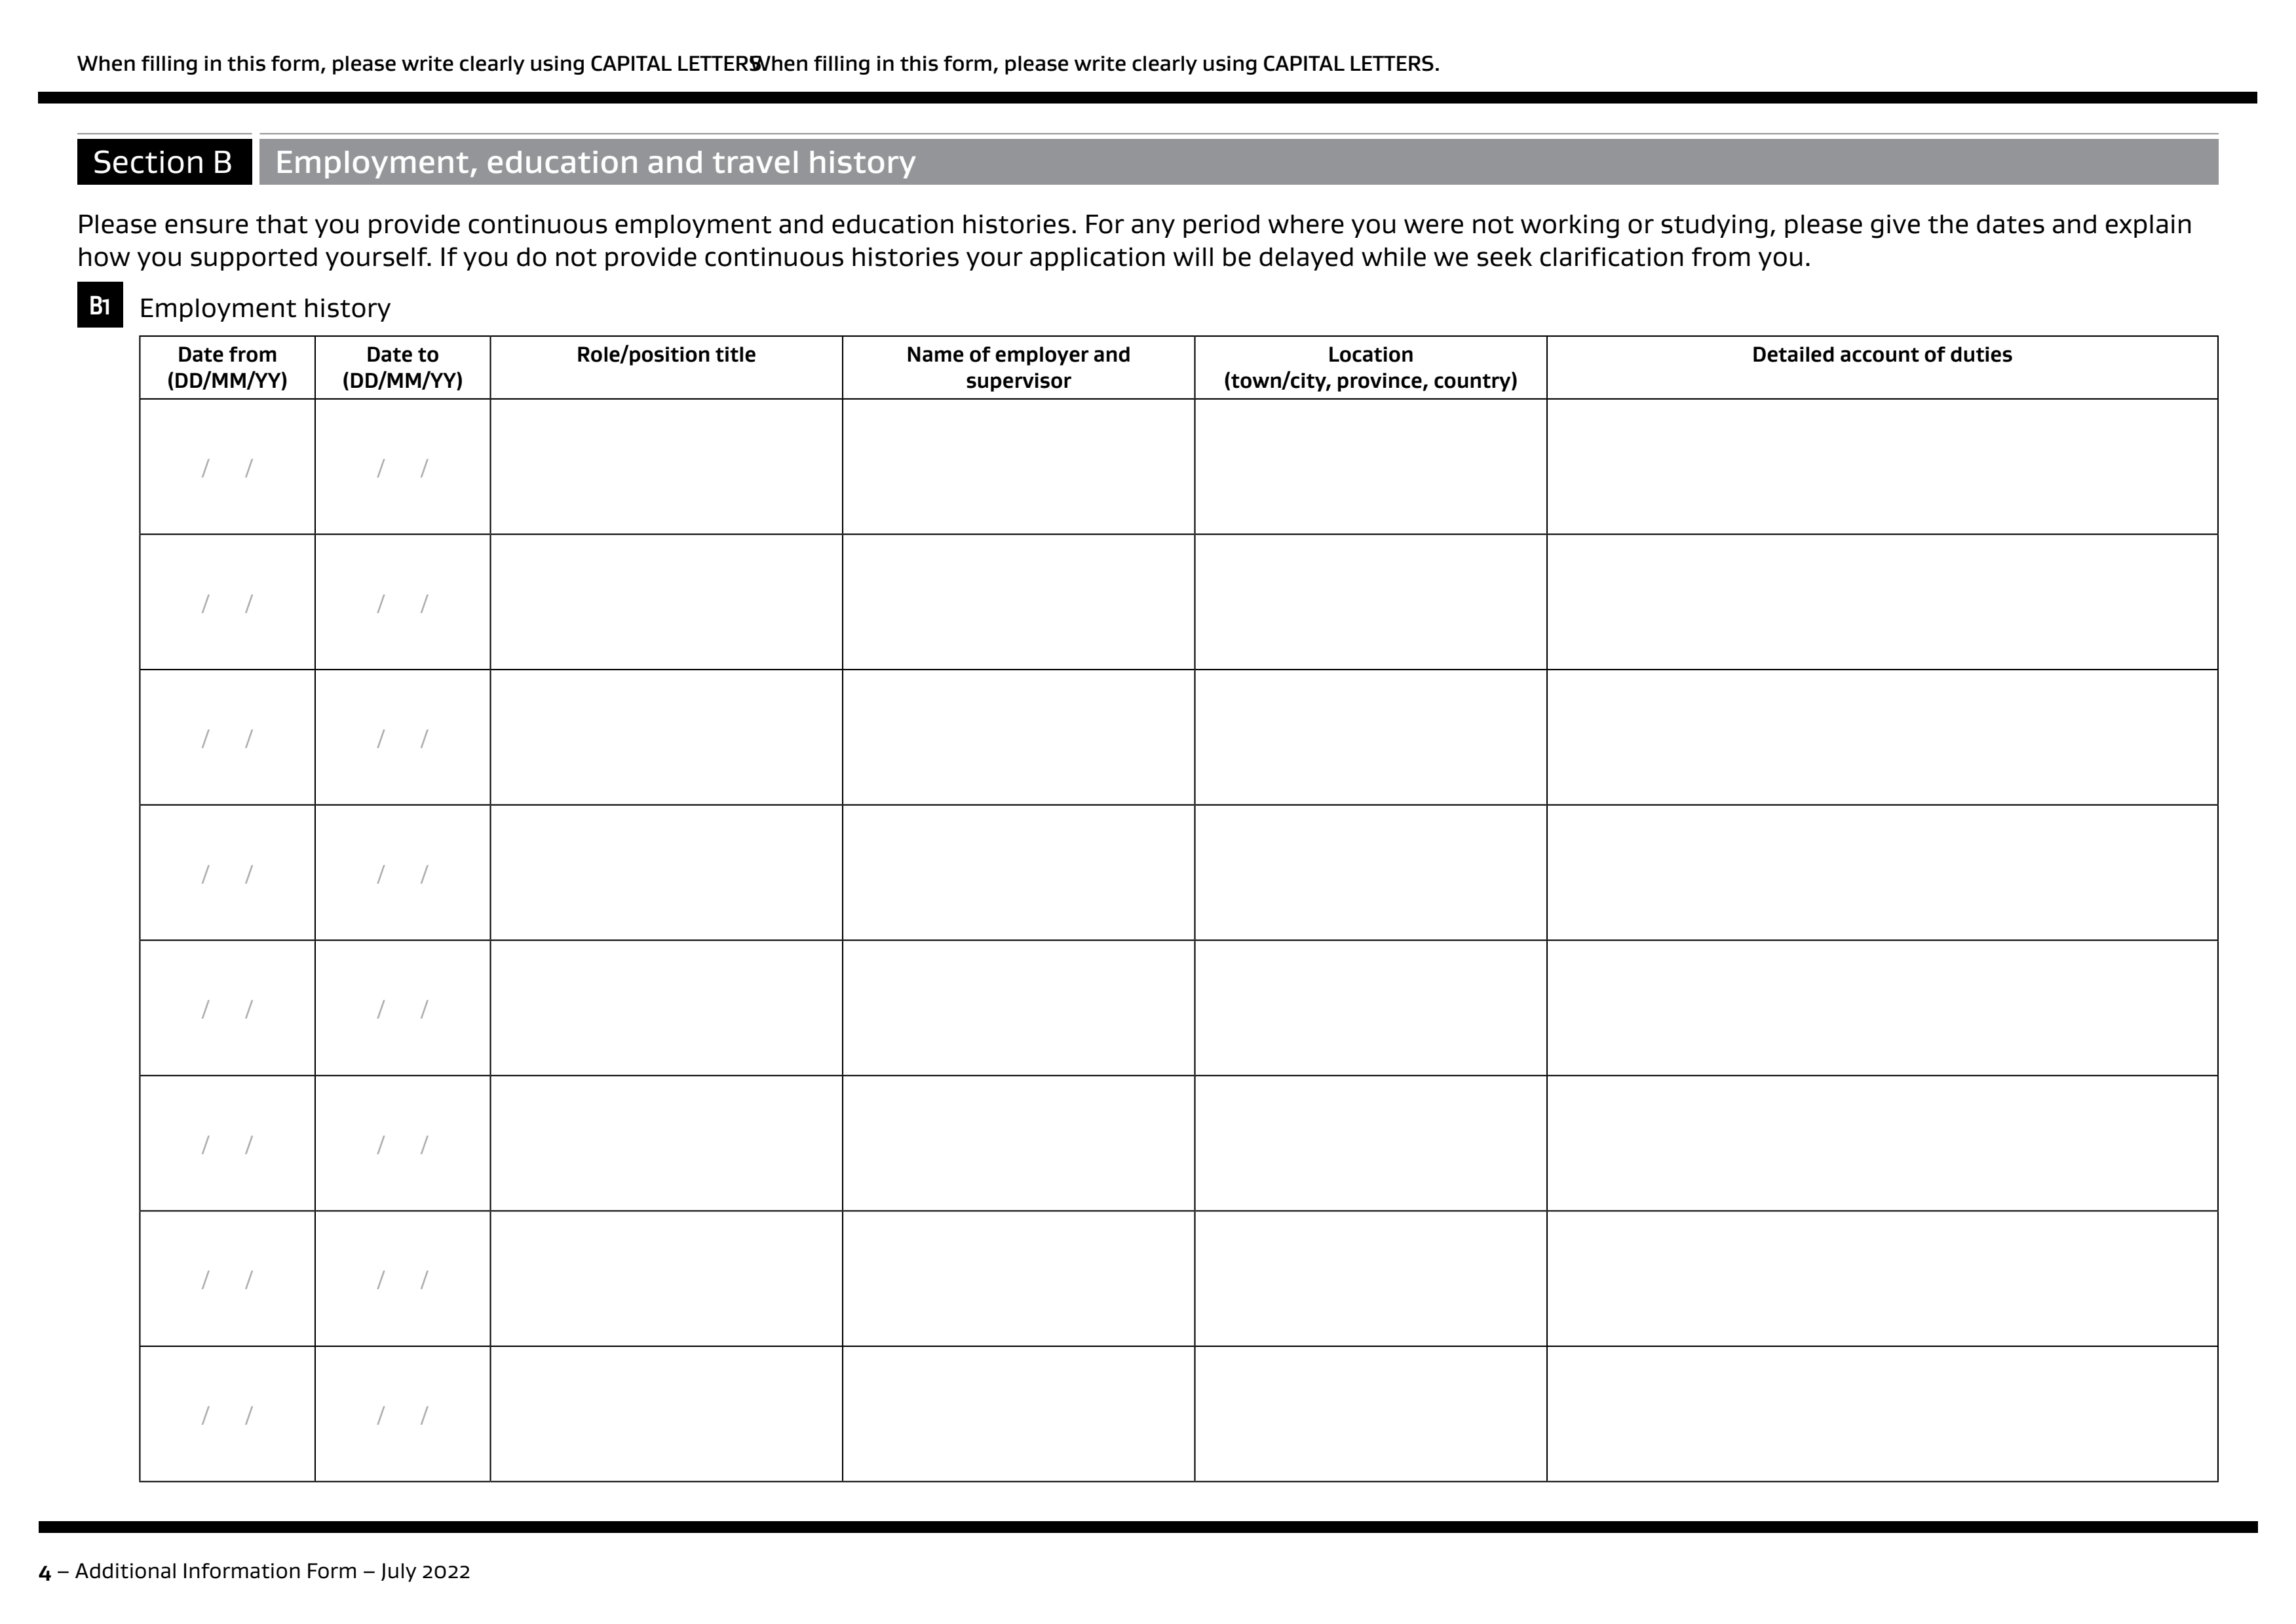 When filling in this form, please write clearly using CAPITAL LETTERS. When filling in this form, please write clearly using CAPITAL LETTERS.
Section B Employment, education and travel history
Please ensure that you provide continuous employment and education histories. For any period where you were not working or studying, please give the dates and explain
how you supported yourself. If you do not provide continuous histories your application will be delayed while we seek clarification from you.
B1 Employment history
Date from (DD/MM/YY)
Date to (DD/MM/YY)
Role/position title
Name of employer and supervisor
Location (town/city, province, country)
Detailed account of duties
/ / / /
/ / / /
/ / / /
/ / / /
/ / / /
/ / / /
/ / / /
/ / / /
4 – Additional Information Form – July 2022